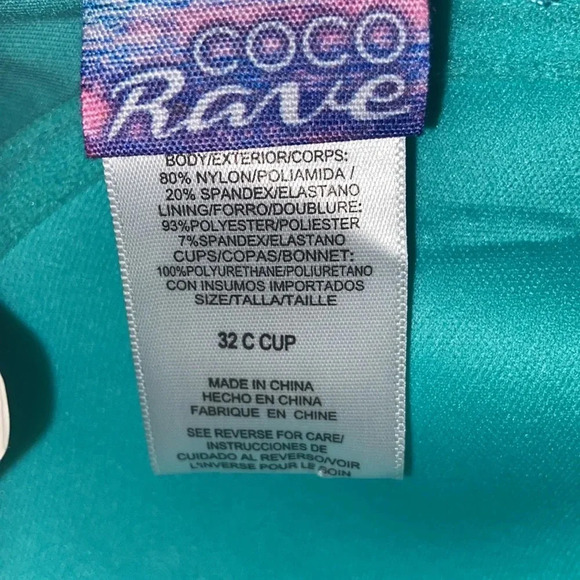 COCO
Rave
BODY/EXTERIOR/CORPS:
80% NYLON/POLIAMIDA /
20% SPANDEX/ELASTANO
LINING/FORRO/DOUBLURE:
93%POLYESTER/POLIESTER
7%SPANDEX/ELASTANO
CUPS/COPAS/BONNET:
100%POLYURETHANE/POLIURETANO
CON INSUMOS IMPORTADOS
SIZE/TALLA/TAILLE
32 C CUP
MADE IN CHINA
HECHO EN CHINA
FABRIQUE EN CHINE
SEE REVERSE FOR CARE/
INSTRUCCIONES DE
CUIDADO AL REVERSO/VOIR
L'INVERSE POUR LE SOIN